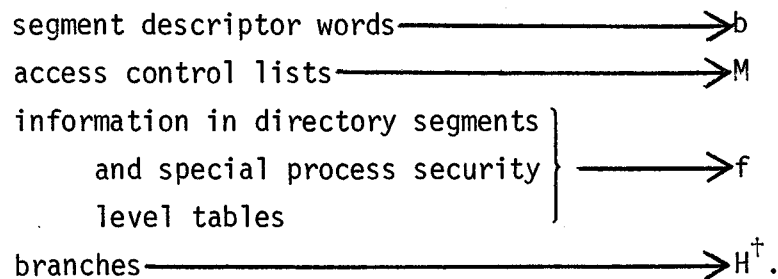 segment descriptor words → b
access control lists → M
information in directory segments
and special process security → f
level tables
branches → H†.